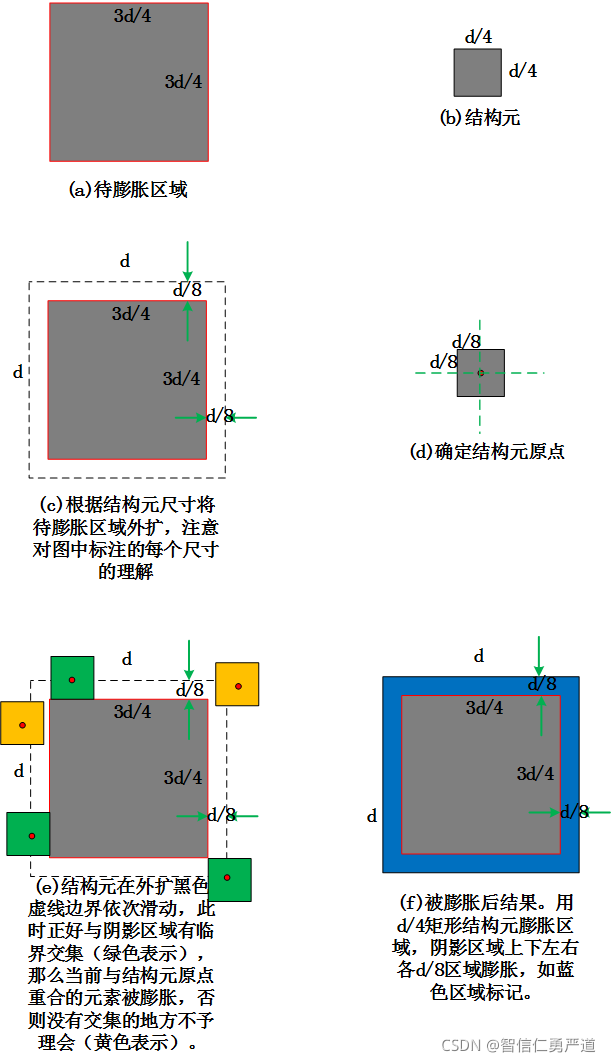 3d/4
3d/4
(a)待膨胀区域
d/4
d/4
(b)结构元
d
d/8
3d/4
d
3d/4
d/8
(c)根据结构元尺寸将
待膨胀区域外扩，注意
对图中标注的每个尺寸
的理解
d/8
d/8
(d)确定结构元原点
d
d/8
3d/4
d
3d/4
d/8
(e)结构元在外扩黑色
虚线边界依次滑动，此
时正好与阴影区域有临
界交集（绿色表示），
那么当前与结构元原点
重合的元素被膨胀，否
则没有交集的地方不予
理会（黄色表示）。
d
d/8
3d/4
3d/4
d
d/8
(f)被膨胀后结果。用
d/4矩形结构元膨胀区
域，阴影区域上下左右
各d/8区域膨胀，如蓝
色区域标记。
CSDN @智信仁勇严道